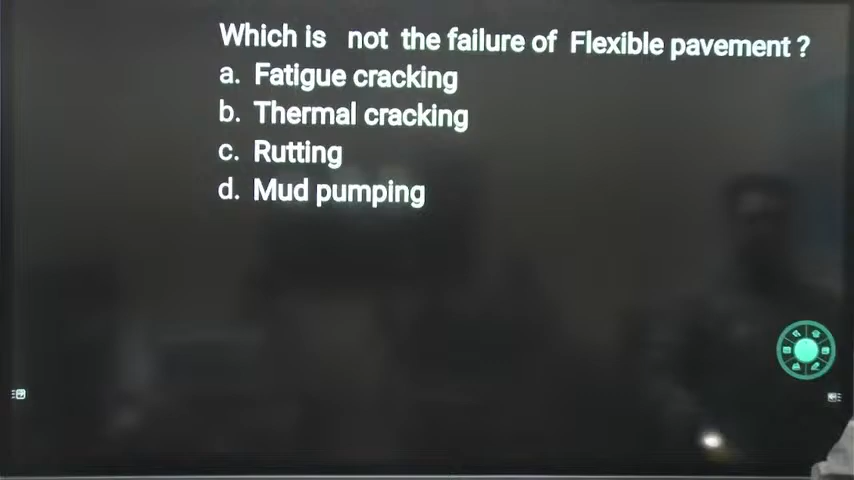 Which is not the failure of Flexible pavement ?
a. Fatigue cracking
b. Thermal cracking
c. Rutting
d. Mud pumping